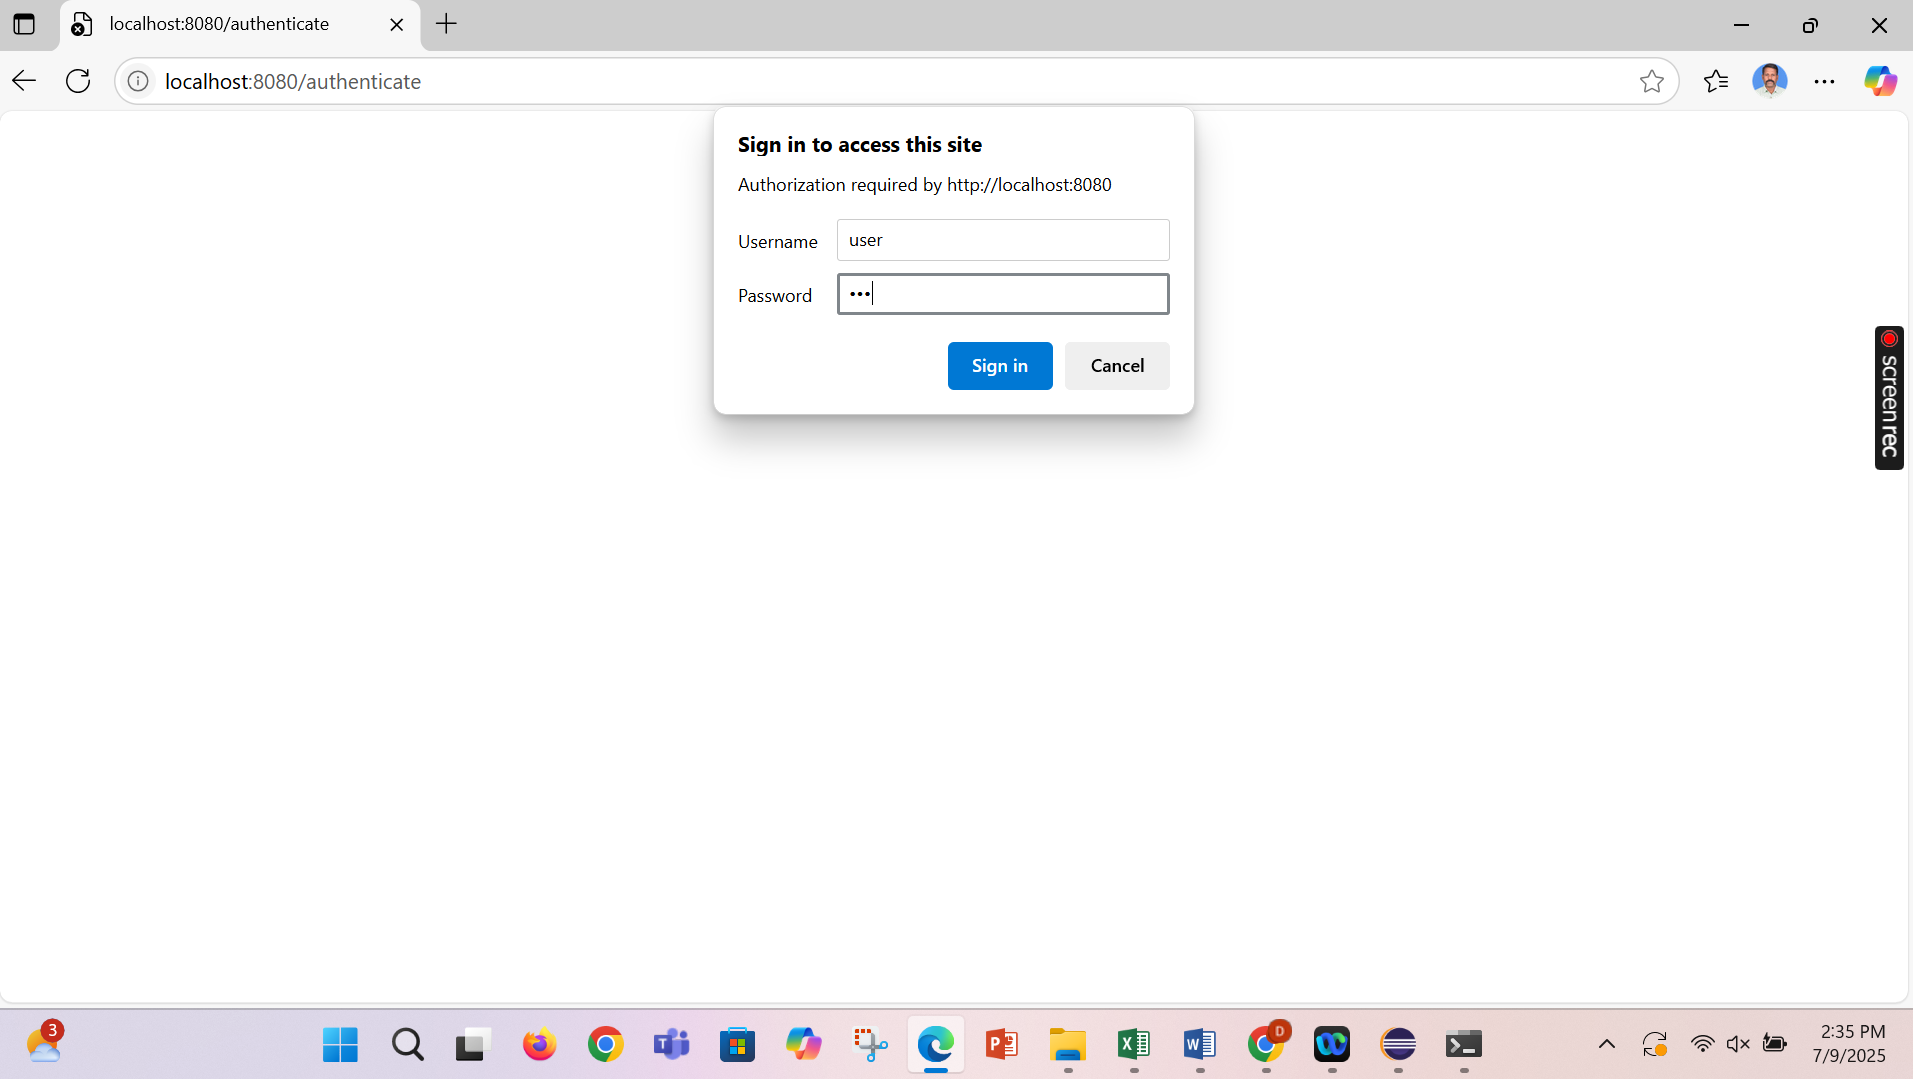 localhost:8080/authenticate
localhost:8080/authenticate
Sign in to access this site
Authorization required by http://localhost:8080
Username
user
Password
•••
Sign in
Cancel
screenrec
3
T
P
X
W
D
2:35 PM
7/9/2025